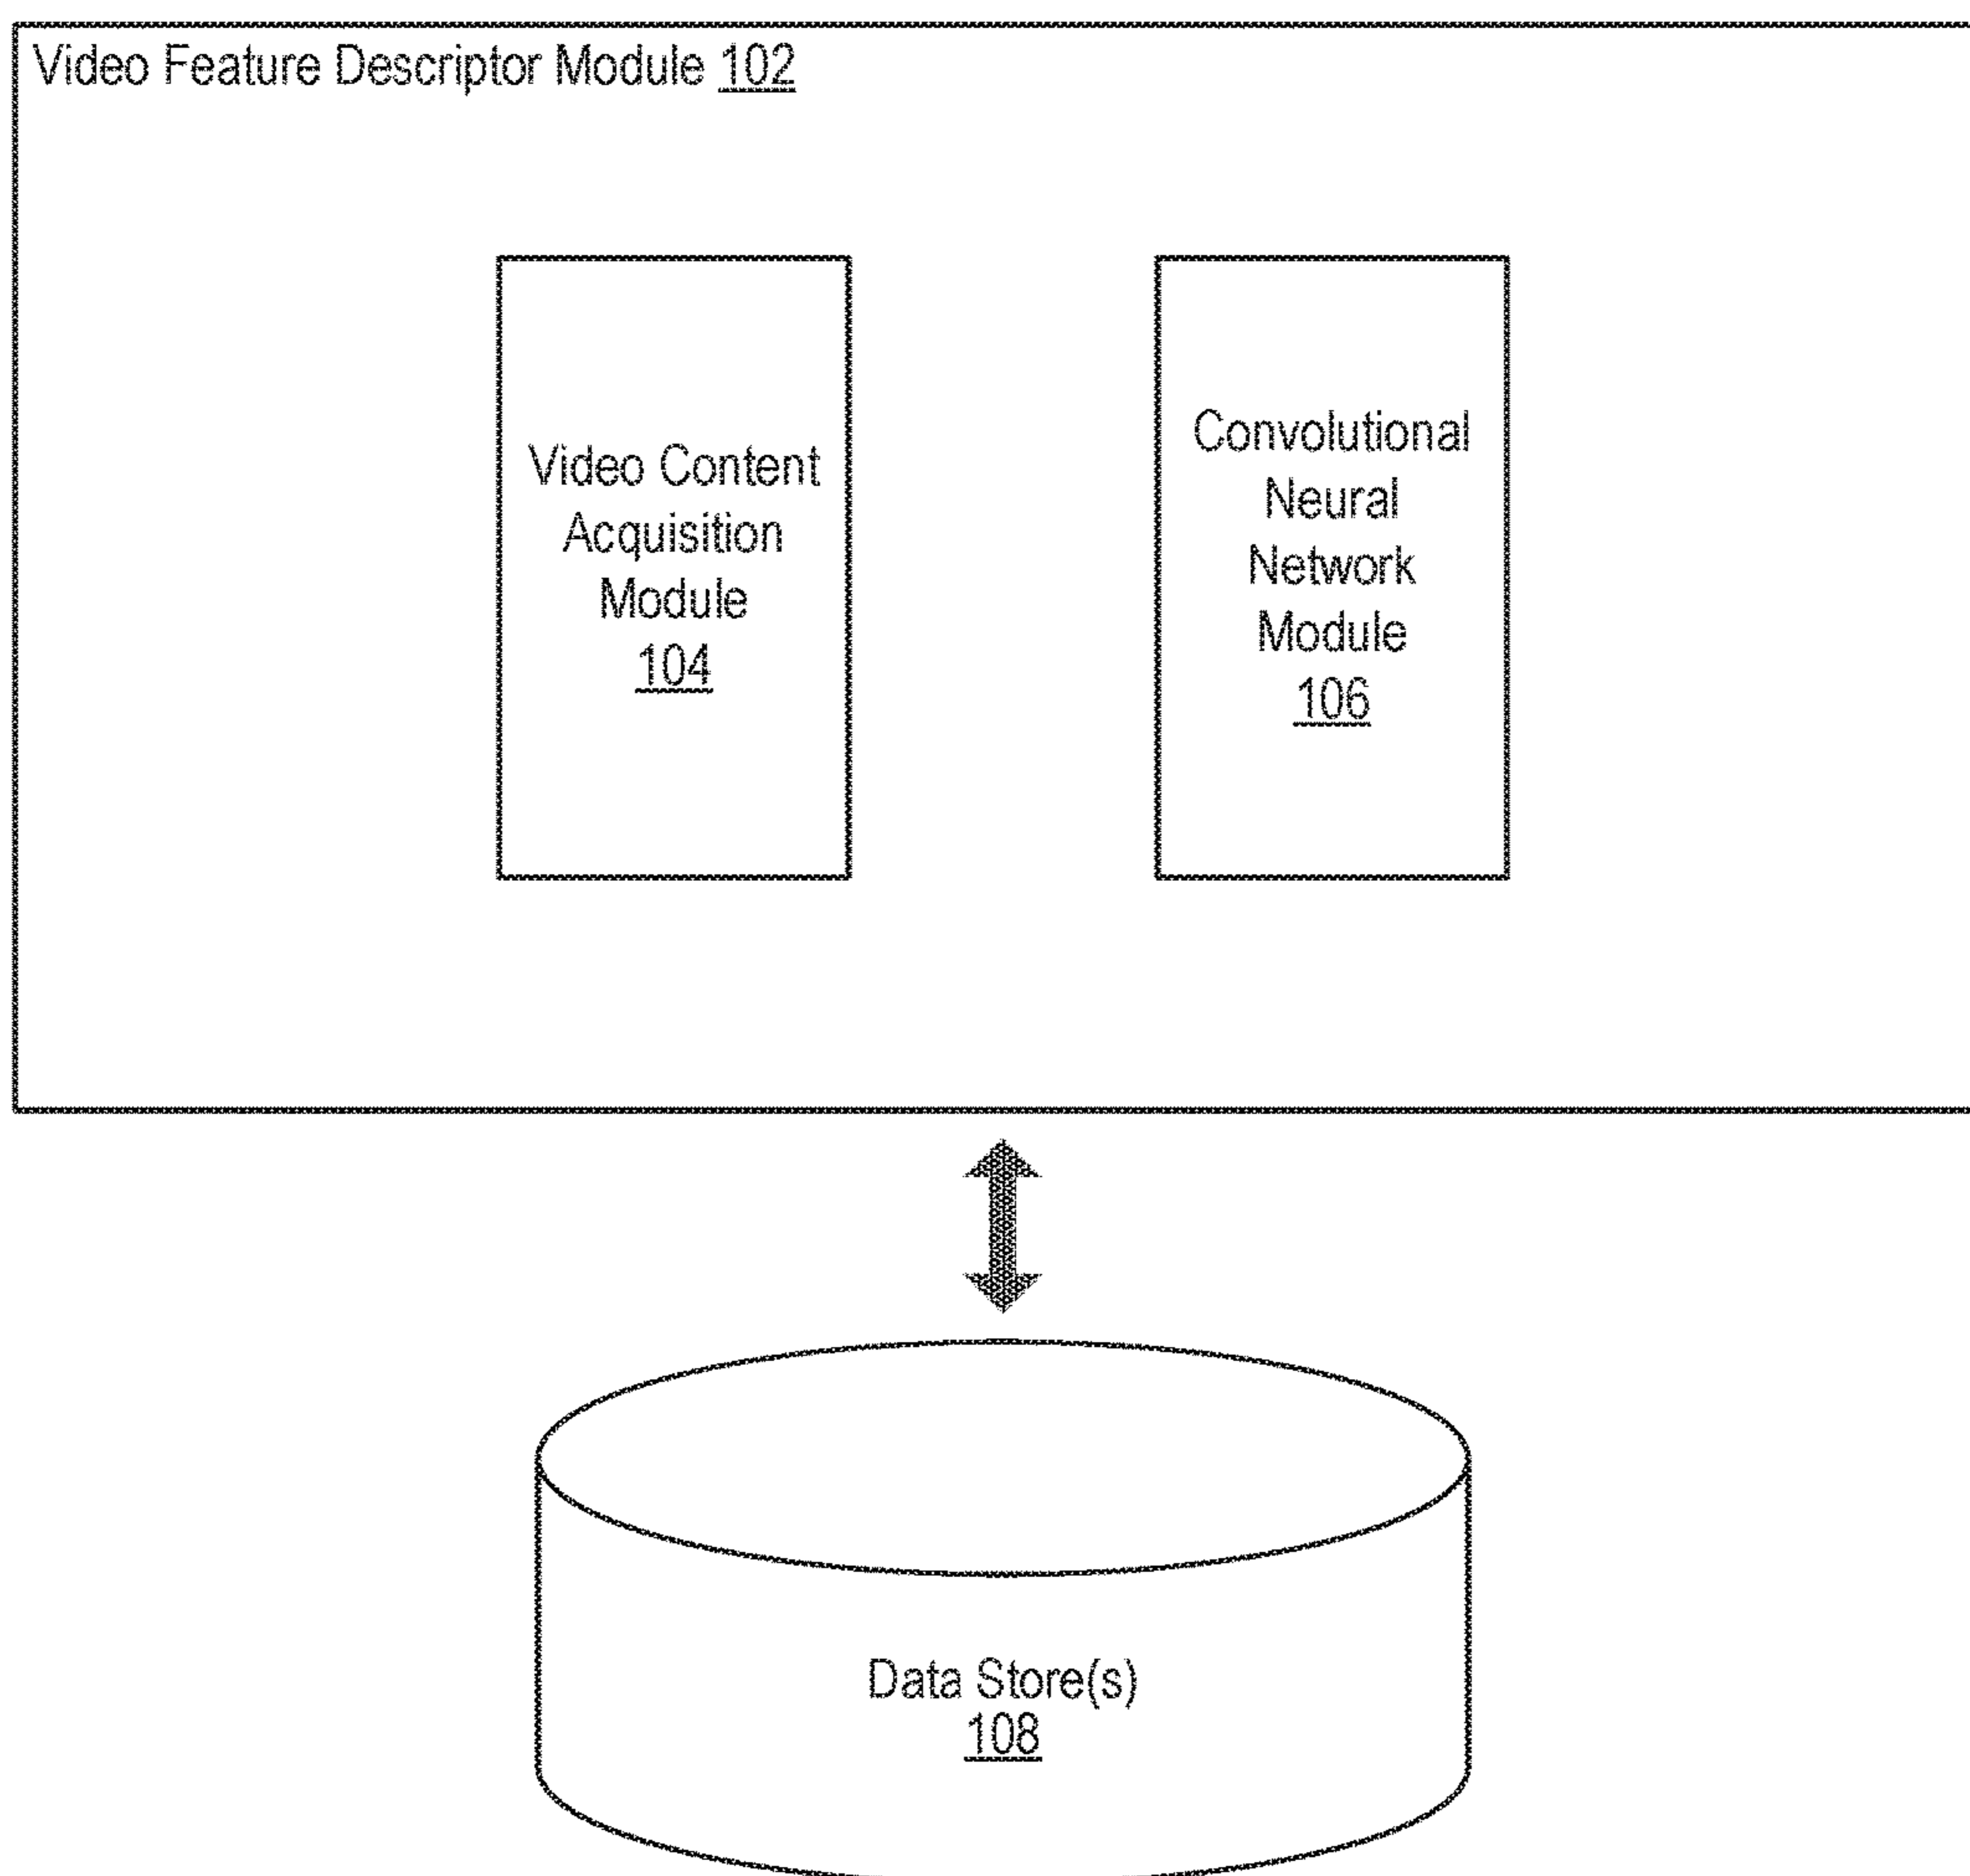 Video Feature Descriptor Module 102
Video Content
Acquisition
Module
104
Convolutional
Neural
Network
Module
106
Data Store(s)
108